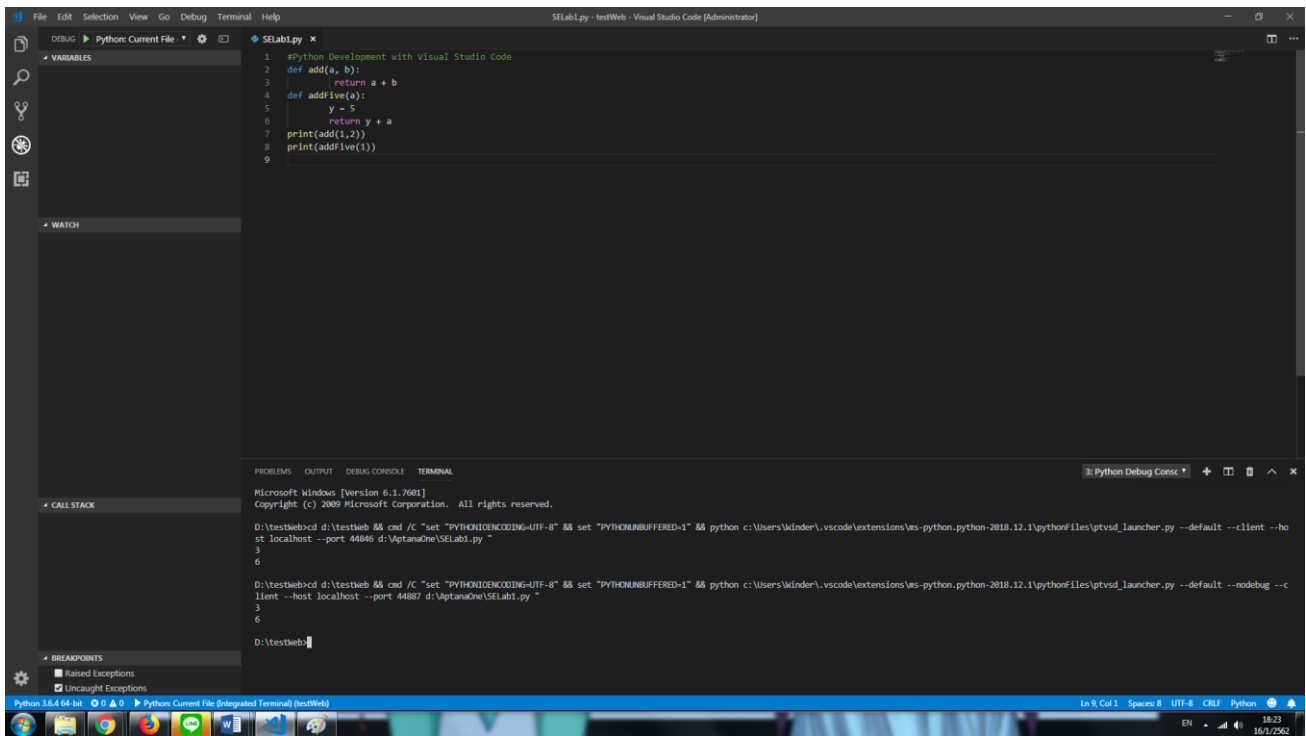 File Edit Selection View Go Debug Terminal Help
SELab1.py - testWeb - Visual Studio Code [Administrator]
DEBUG Python: Current File
SELab1.py ×
VARIABLES
1 #Python Development with Visual Studio Code
2 def add(a, b):
3 return a + b
4 def addFive(a):
5 y = 5
6 return y + a
7 print(add(1,2))
8 print(addFive(1))
9
WATCH
CALL STACK
BREAKPOINTS
Raised Exceptions
Uncaught Exceptions
PROBLEMS OUTPUT DEBUG CONSOLE TERMINAL
3: Python Debug Consc
Microsoft Windows [Version 6.1.7601]
Copyright (c) 2009 Microsoft Corporation. All rights reserved.
D:\testWeb>cd d:\testWeb && cmd /C "set "PYTHONIOENCODING=UTF-8" && set "PYTHONUNBUFFERED=1" && python c:\Users\Winder\.vscode\extensions\ms-python.python-2018.12.1\pythonFiles\ptvsd_launcher.py --default --client --ho
st localhost --port 44846 d:\AptanaOne\SELab1.py "
3
6
D:\testWeb>cd d:\testWeb && cmd /C "set "PYTHONIOENCODING=UTF-8" && set "PYTHONUNBUFFERED=1" && python c:\Users\Winder\.vscode\extensions\ms-python.python-2018.12.1\pythonFiles\ptvsd_launcher.py --default --nodebug --c
lient --host localhost --port 44887 d:\AptanaOne\SELab1.py "
3
6
D:\testWeb>
Python 3.6.4 64-bit 0 0 Python: Current File (Integrated Terminal) (testWeb)
Ln 9, Col 1 Spaces: 8 UTF-8 CRLF Python
LINE
W
EN
18:23
16/1/2562